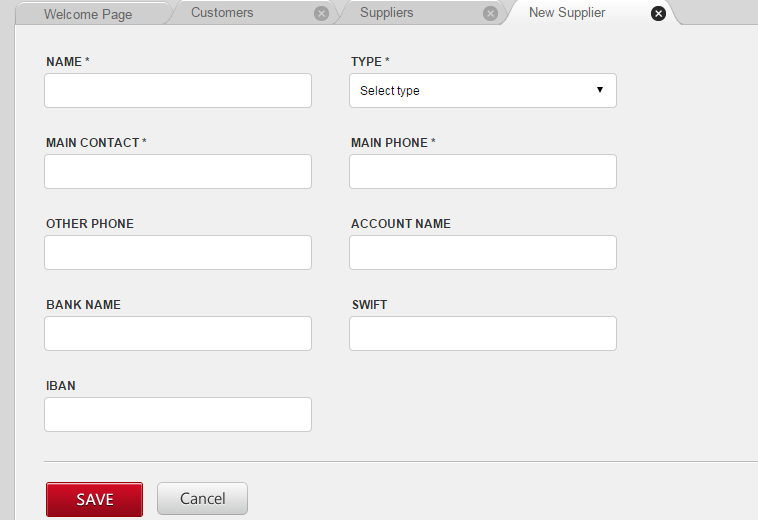 Welcome Page Customers Suppliers New Supplier
NAME * TYPE *
Select type
MAIN CONTACT * MAIN PHONE *
OTHER PHONE ACCOUNT NAME
BANK NAME SWIFT
IBAN
SAVE Cancel